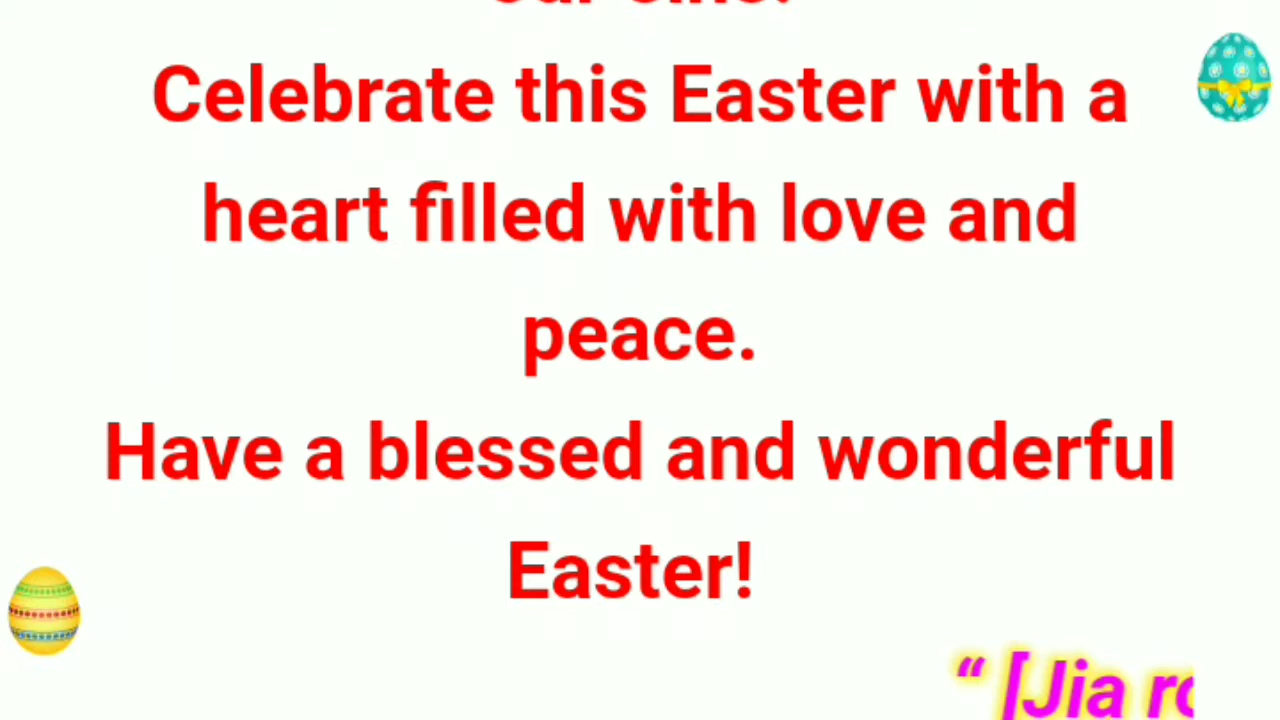 Celebrate this Easter with a
heart filled with love and
peace.
Have a blessed and wonderful
Easter!
“ [Jia